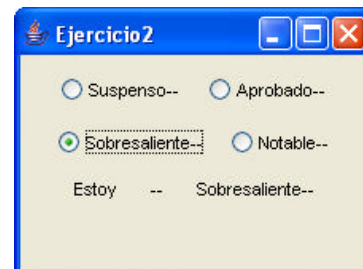 Ejercicio2
Suspenso-- Aprobado--
Sobresaliente-- Notable--
Estoy -- Sobresaliente--